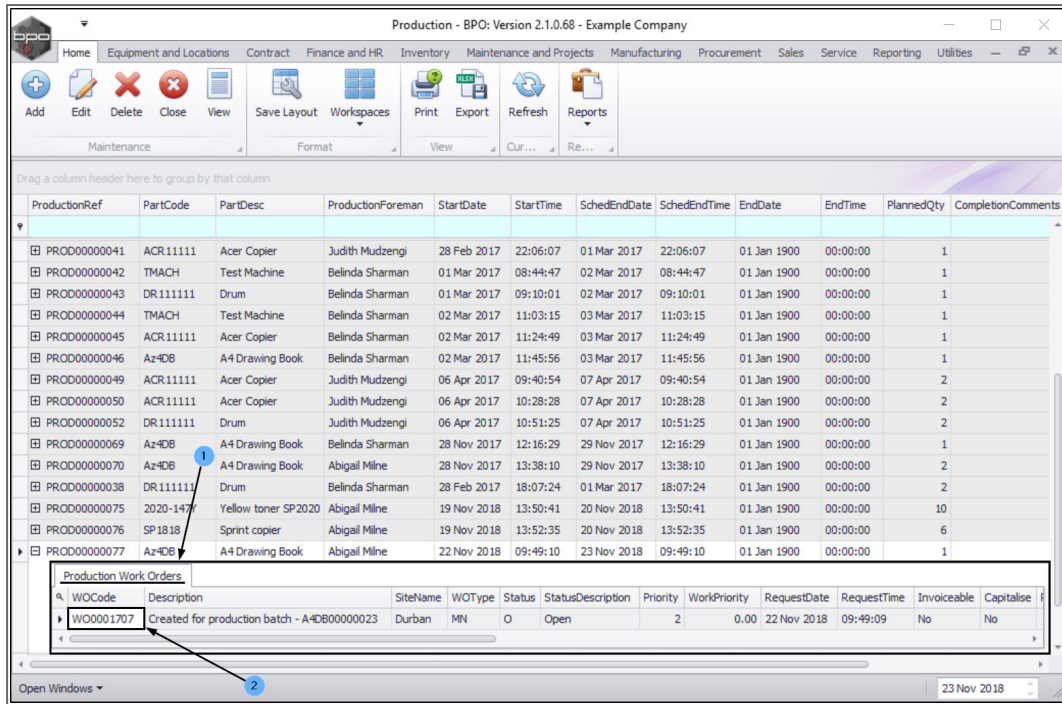 bpo
Production - BPO: Version 2.1.0.68 - Example Company
Home Equipment and Locations Contract Finance and HR Inventory Maintenance and Projects Manufacturing Procurement Sales Service Reporting Utilities
Add Edit Delete Close View Save Layout Workspaces Print Export Refresh Reports
Maintenance Format View Cur... Re...
Drag a column header here to group by that column
ProductionRef PartCode PartDesc ProductionForeman StartDate StartTime SchedEndDate SchedEndTime EndDate EndTime PlannedQty CompletionComments
PROD00000041 ACR11111 Acer Copier Judith Mudzengi 28 Feb 2017 22:06:07 01 Mar 2017 22:06:07 01 Jan 1900 00:00:00 1
PROD00000042 TMACH Test Machine Belinda Sharman 01 Mar 2017 08:44:47 02 Mar 2017 08:44:47 01 Jan 1900 00:00:00 1
PROD00000043 DR111111 Drum Belinda Sharman 01 Mar 2017 09:10:01 02 Mar 2017 09:10:01 01 Jan 1900 00:00:00 1
PROD00000044 TMACH Test Machine Belinda Sharman 02 Mar 2017 11:03:15 03 Mar 2017 11:03:15 01 Jan 1900 00:00:00 1
PROD00000045 ACR11111 Acer Copier Belinda Sharman 02 Mar 2017 11:24:49 03 Mar 2017 11:24:49 01 Jan 1900 00:00:00 1
PROD00000046 Az4DB A4 Drawing Book Belinda Sharman 02 Mar 2017 11:45:56 03 Mar 2017 11:45:56 01 Jan 1900 00:00:00 1
PROD00000049 ACR11111 Acer Copier Judith Mudzengi 06 Apr 2017 09:40:54 07 Apr 2017 09:40:54 01 Jan 1900 00:00:00 2
PROD00000050 ACR11111 Acer Copier Judith Mudzengi 06 Apr 2017 10:28:28 07 Apr 2017 10:28:28 01 Jan 1900 00:00:00 2
PROD00000052 DR111111 Drum Judith Mudzengi 06 Apr 2017 10:51:25 07 Apr 2017 10:51:25 01 Jan 1900 00:00:00 2
PROD00000069 Az4DB A4 Drawing Book Belinda Sharman 28 Nov 2017 12:16:29 29 Nov 2017 12:16:29 01 Jan 1900 00:00:00 1
1
PROD00000070 Az4DB A4 Drawing Book Abigail Milne 28 Nov 2017 13:38:10 29 Nov 2017 13:38:10 01 Jan 1900 00:00:00 2
PROD00000038 DR111111 Drum Belinda Sharman 28 Feb 2017 18:07:24 01 Mar 2017 18:07:24 01 Jan 1900 00:00:00 2
PROD00000075 2020-147Y Yellow toner SP2020 Abigail Milne 19 Nov 2018 13:50:41 20 Nov 2018 13:50:41 01 Jan 1900 00:00:00 10
PROD00000076 SP1818 Sprint copier Abigail Milne 19 Nov 2018 13:52:35 20 Nov 2018 13:52:35 01 Jan 1900 00:00:00 6
PROD00000077 Az4DB A4 Drawing Book Abigail Milne 22 Nov 2018 09:49:10 23 Nov 2018 09:49:10 01 Jan 1900 00:00:00 1
Production Work Orders
WOCode Description SiteName WOType Status StatusDescription Priority WorkPriority RequestDate RequestTime Invoiceable Capitalise
WO0001707 Created for production batch - A4DB00000023 Durban MN O Open 2 0.00 22 Nov 2018 09:49:09 No No
Open Windows 2 23 Nov 2018